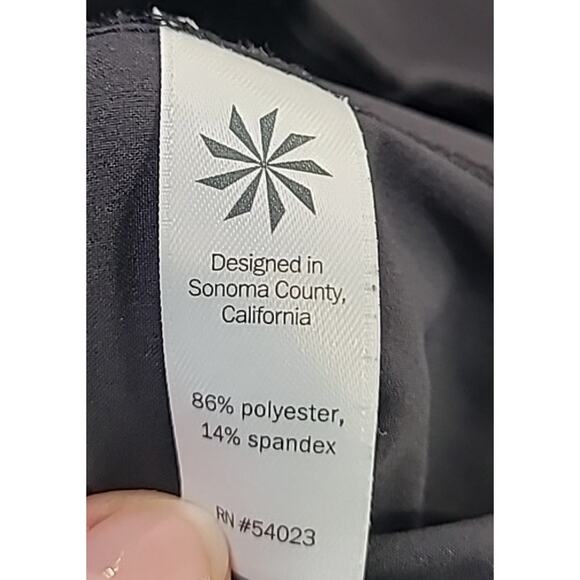 Designed in
Sonoma County,
California
86% polyester,
14% spandex
RN #54023